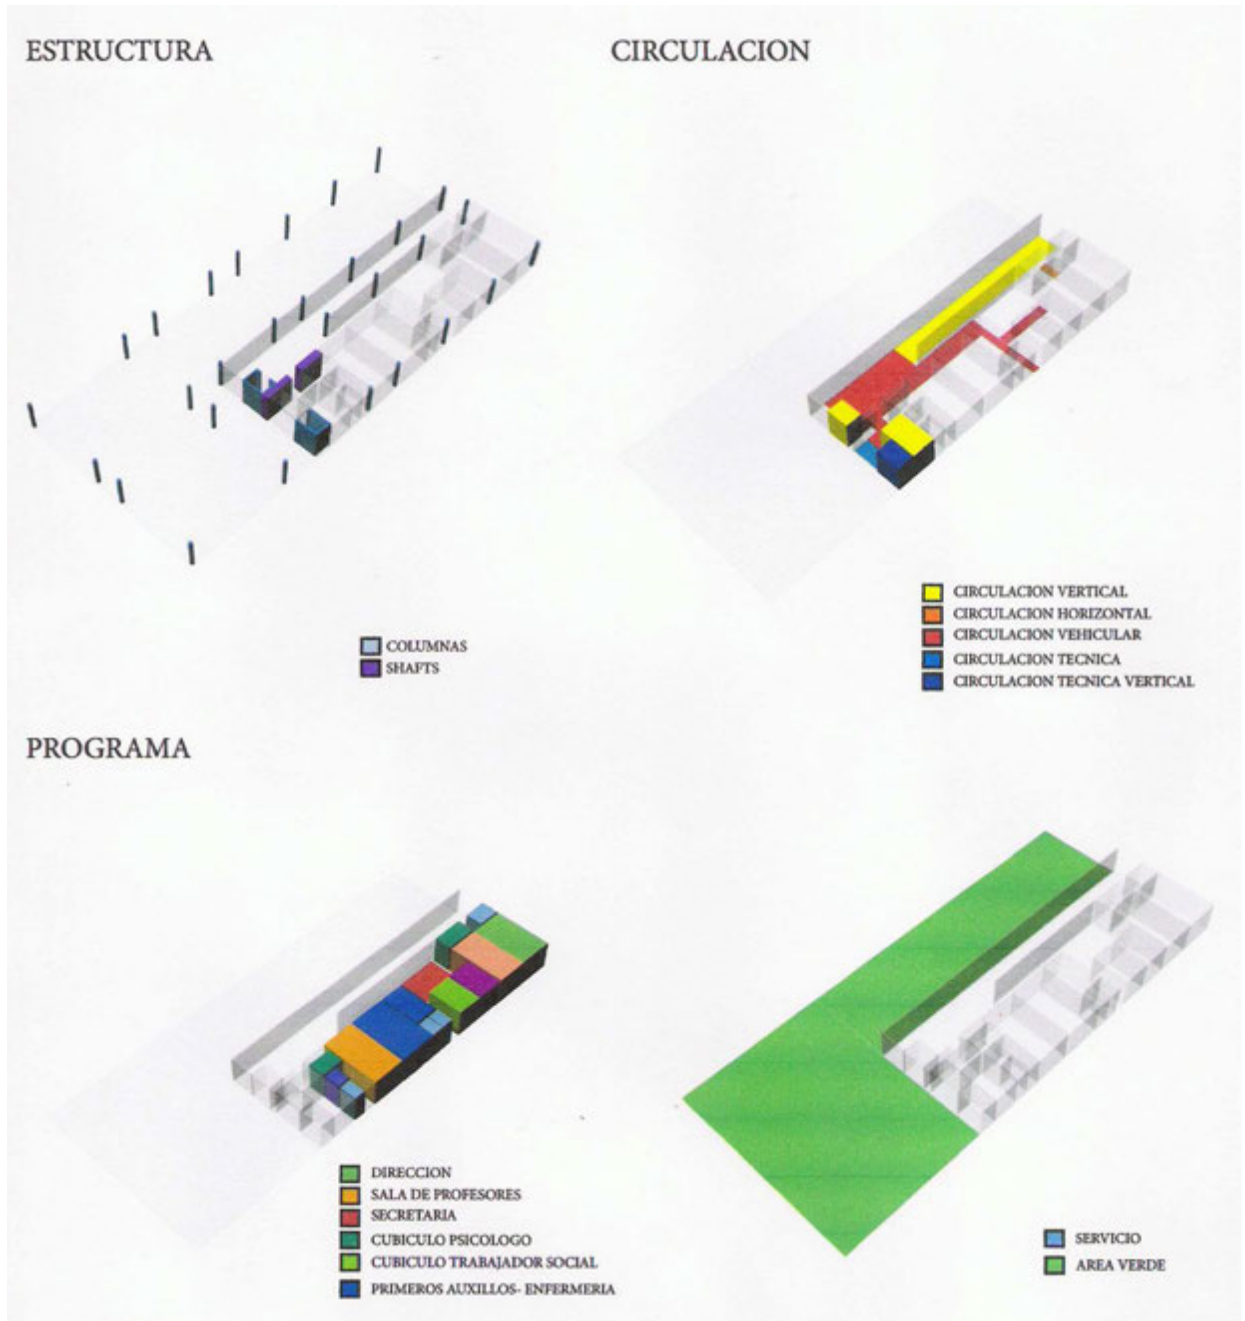 ESTRUCTURA
CIRCULACION
COLUMNAS
SHAFTS
CIRCULACION VERTICAL
CIRCULACION HORIZONTAL
CIRCULACION VEHICULAR
CIRCULACION TECNICA
CIRCULACION TECNICA VERTICAL
PROGRAMA
DIRECCION
SALA DE PROFESORES
SECRETARIA
CUBICULO PSICOLOGO
CUBICULO TRABAJADOR SOCIAL
PRIMEROS AUXILLOS- ENFERMERIA
SERVICIO
AREA VERDE